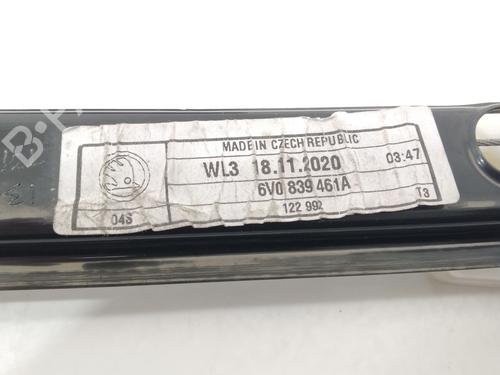 MADE IN CZECH REPUBLIC
WL3 18.11.2020 03:47
6V0 839 461A
04S 122 992 T3